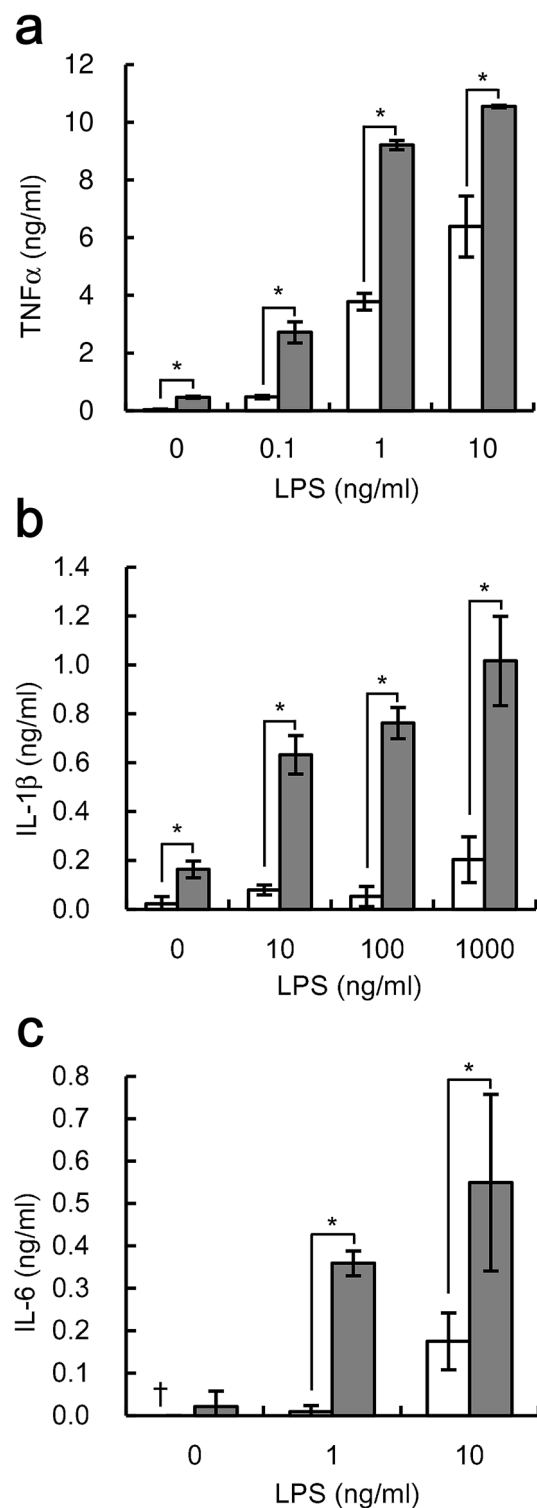 a
12
10
8
6
4
2
0
TNFα (ng/ml)
*
*
*
*
0 0.1 1 10
LPS (ng/ml)
b
1.4
1.2
1.0
0.8
0.6
0.4
0.2
0.0
IL-1β (ng/ml)
*
*
*
*
0 10 100 1000
LPS (ng/ml)
c
0.8
0.7
0.6
0.5
0.4
0.3
0.2
0.1
0.0
IL-6 (ng/ml)
†
*
*
0 1 10
LPS (ng/ml)